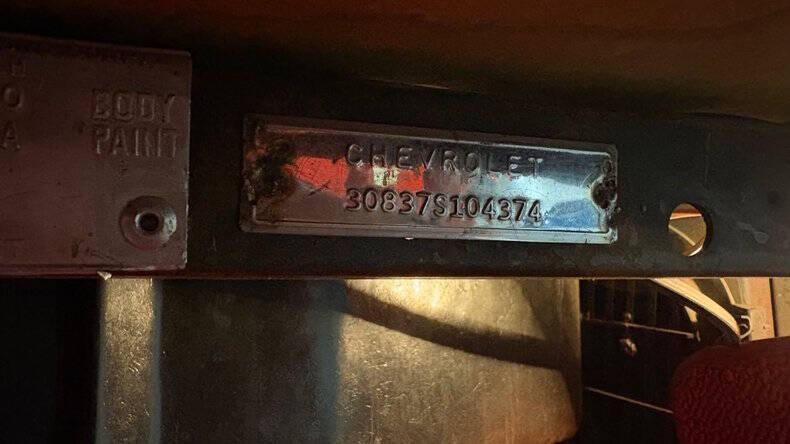 H
O BODY
A PAINT
CHEVROLET
30837S104374